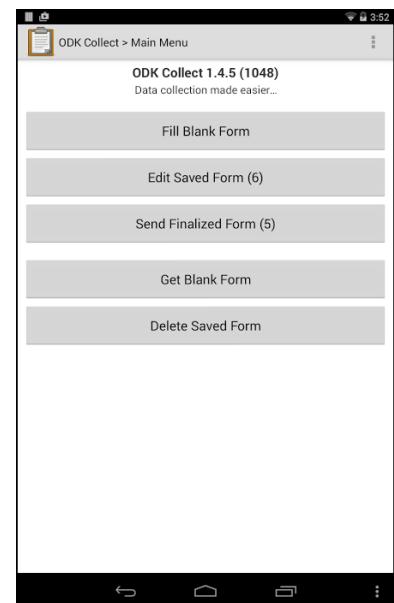 3:52
ODK Collect > Main Menu
ODK Collect 1.4.5 (1048)
Data collection made easier...
Fill Blank Form
Edit Saved Form (6)
Send Finalized Form (5)
Get Blank Form
Delete Saved Form